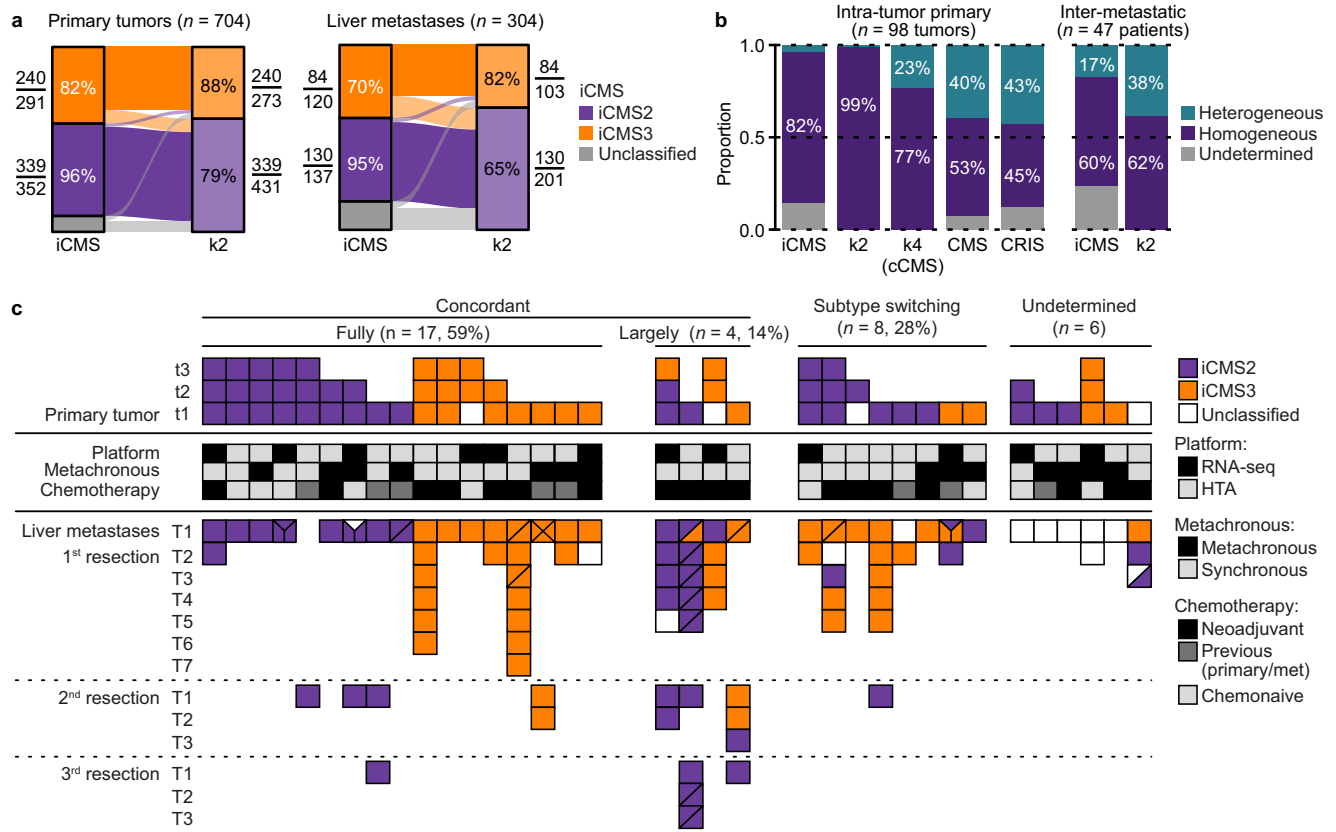 a
Primary tumors (n = 704)
Liver metastases (n = 304)
240
291
82%
88%
240
273
339
352
96%
79%
339
431
iCMS
k2
84
120
70%
82%
84
103
130
137
95%
65%
130
201
iCMS
k2
iCMS
iCMS2
iCMS3
Unclassified
b
Intra-tumor primary
(n = 98 tumors)
Inter-metastatic
(n = 47 patients)
Proportion
1.0
0.5
0.0
82%
99%
23%
77%
40%
53%
43%
45%
17%
60%
38%
62%
iCMS
k2
k4
(cCMS)
CMS
CRIS
iCMS
k2
Heterogeneous
Homogeneous
Undetermined
c
Concordant
Fully (n = 17, 59%)
Largely (n = 4, 14%)
Subtype switching
(n = 8, 28%)
Undetermined
(n = 6)
t3
t2
Primary tumor t1
Platform
Metachronous
Chemotherapy
Liver metastases T1
1st resection T2
T3
T4
T5
T6
T7
2nd resection T1
T2
T3
3rd resection T1
T2
T3
iCMS2
iCMS3
Unclassified
Platform:
RNA-seq
HTA
Metachronous:
Metachronous
Synchronous
Chemotherapy:
Neoadjuvant
Previous
(primary/met)
Chemonaive